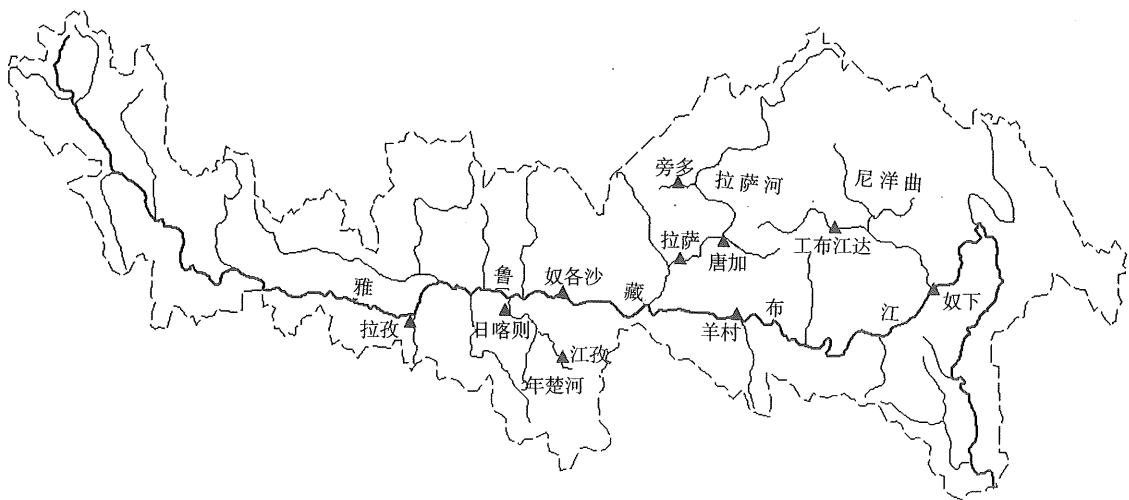 旁多
拉萨河
尼洋曲
拉萨
唐加
工布江达
雅
鲁
奴各沙
藏
布
江
奴下
拉孜
日喀则
羊村
江孜
年楚河